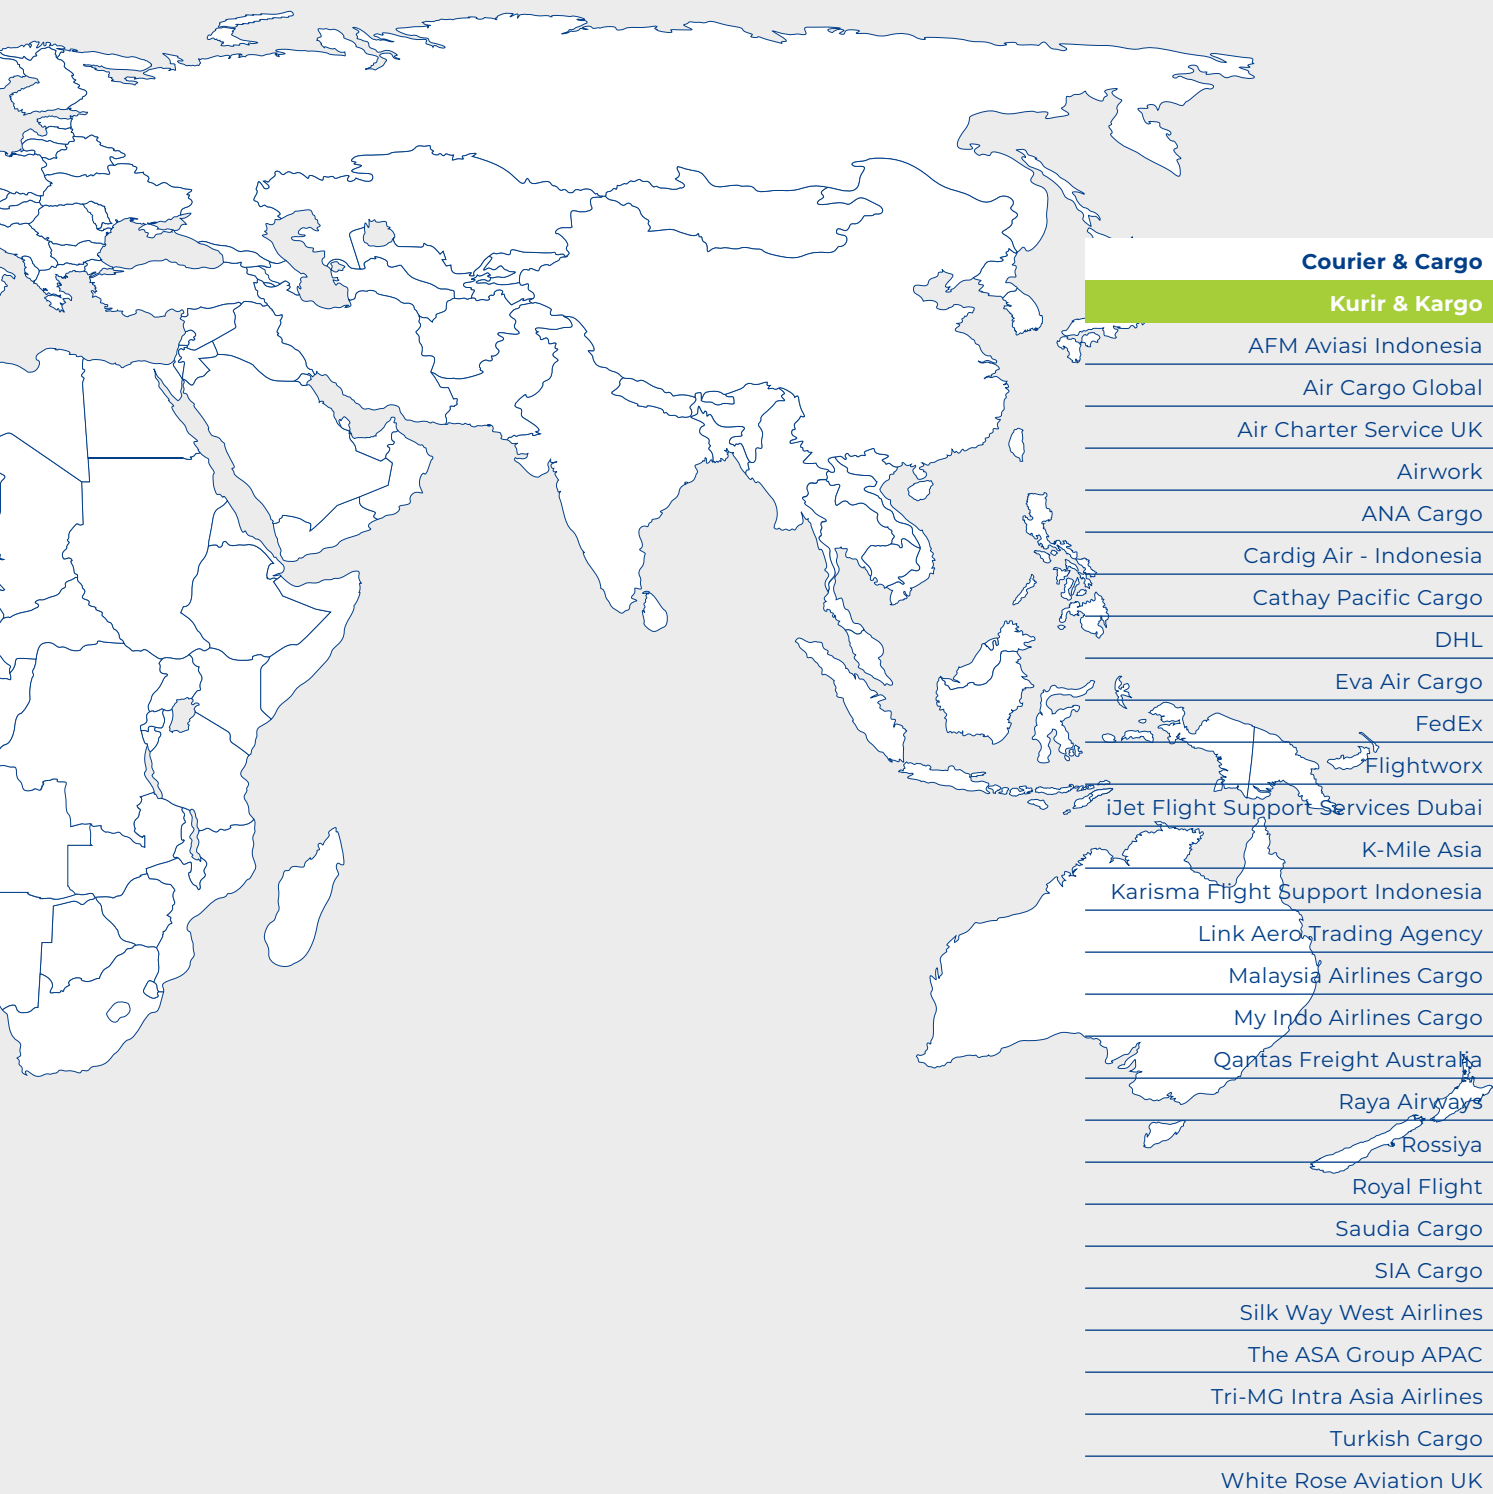 Courier & Cargo
Kurir & Kargo
AFM Aviasi Indonesia
Air Cargo Global
Air Charter Service UK
Airwork
ANA Cargo
Cardig Air - Indonesia
Cathay Pacific Cargo
DHL
Eva Air Cargo
FedEx
Flightworx
iJet Flight Support Services Dubai
K-Mile Asia
Karisma Flight Support Indonesia
Link Aero Trading Agency
Malaysia Airlines Cargo
My Indo Airlines Cargo
Qantas Freight Australia
Raya Airways
Rossiya
Royal Flight
Saudia Cargo
SIA Cargo
Silk Way West Airlines
The ASA Group APAC
Tri-MG Intra Asia Airlines
Turkish Cargo
White Rose Aviation UK